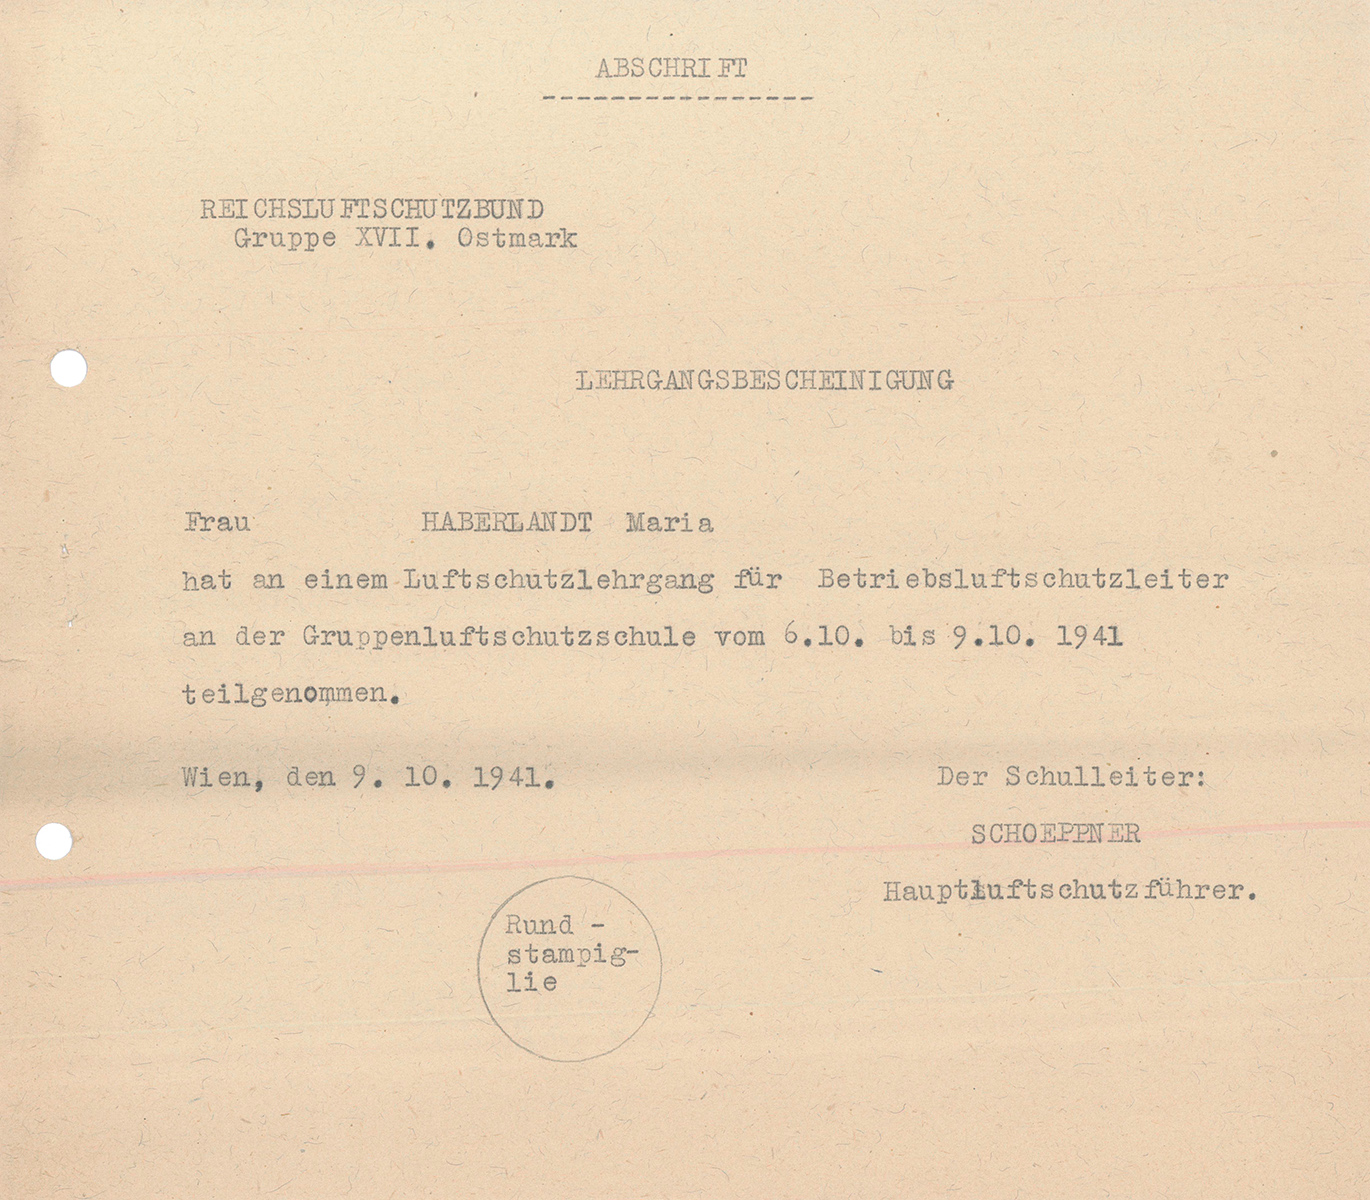 ABSCHRIFT
----------------
REICHSLUFTSCHUTZBUND
Gruppe XVII. Ostmark
LEHRGANGSBESCHEINIGUNG
Frau HABERLANDT Maria
hat an einem Luftschutzlehrgang für Betriebsluftschutzleiter
an der Gruppenluftschutzschule vom 6.10. bis 9.10. 1941
teilgenommen.
Wien, den 9. 10. 1941. Der Schulleiter:
SCHOEPPNER
Hauptluftschutzführer.
Rund -
stampig-
lie